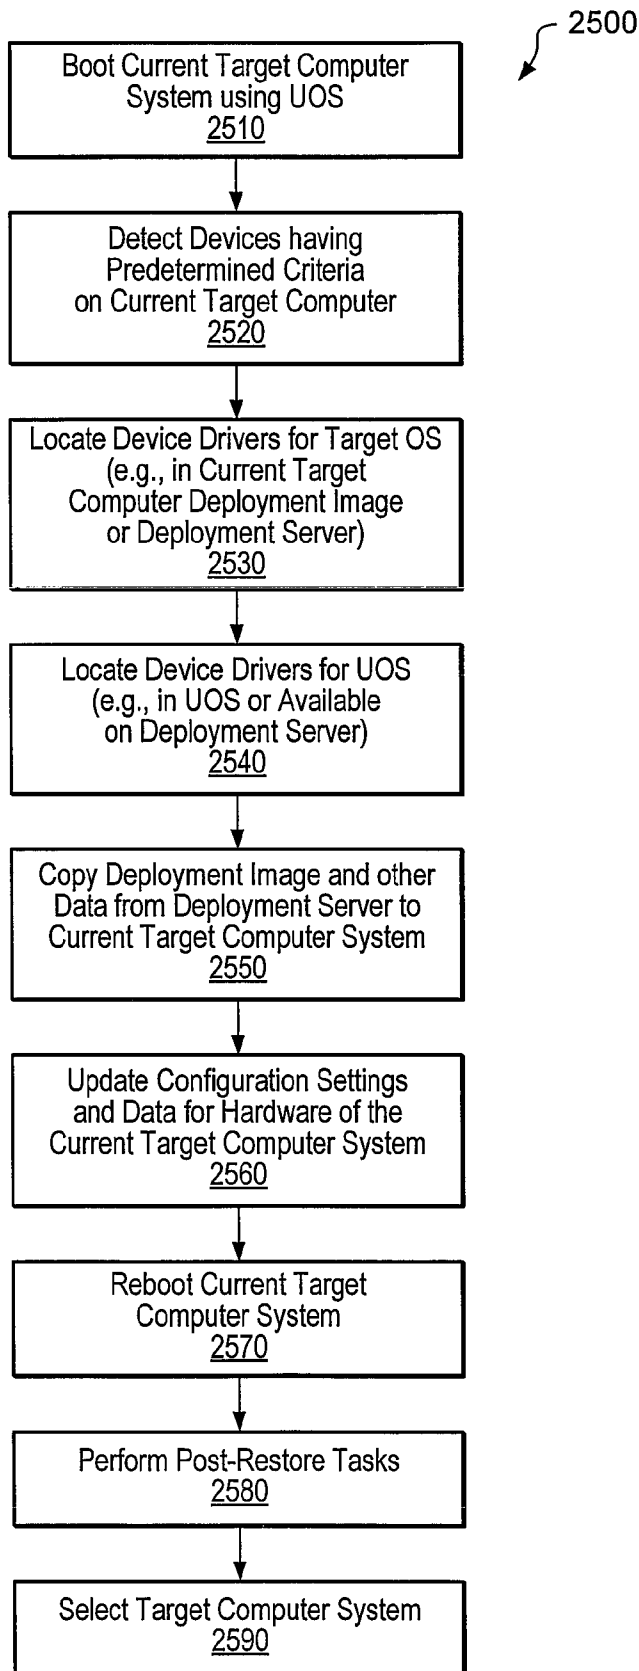 2500
Boot Current Target Computer
System using UOS
2510
Detect Devices having
Predetermined Criteria
on Current Target Computer
2520
Locate Device Drivers for Target OS
(e.g., in Current Target
Computer Deployment Image
or Deployment Server)
2530
Locate Device Drivers for UOS
(e.g., in UOS or Available
on Deployment Server)
2540
Copy Deployment Image and other
Data from Deployment Server to
Current Target Computer System
2550
Update Configuration Settings
and Data for Hardware of the
Current Target Computer System
2560
Reboot Current Target
Computer System
2570
Perform Post-Restore Tasks
2580
Select Target Computer System
2590